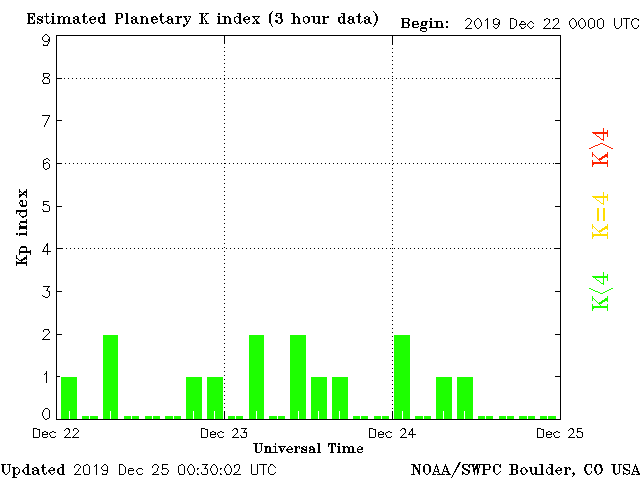 Estimated Planetary K index (3 hour data) Begin: 2019 Dec 22 0000 UTC
9
8
7
6
5
4
3
2
1
0
Kp index
K>4
K=4
K<4
Dec 22 Dec 23 Dec 24 Dec 25
Universal Time
Updated 2019 Dec 25 00:30:02 UTC NOAA/SWPC Boulder, CO USA